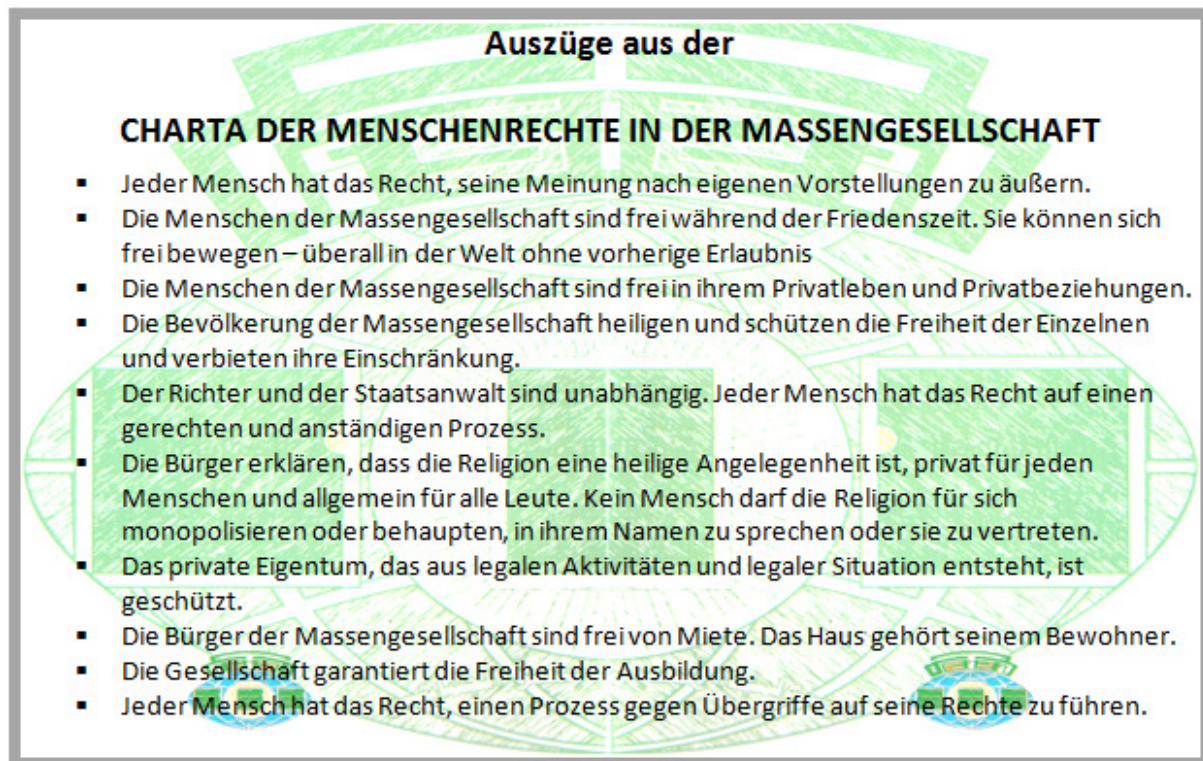 Auszüge aus der
CHARTA DER MENSCHENRECHTE IN DER MASSENGESELLSCHAFT
▪ Jeder Mensch hat das Recht, seine Meinung nach eigenen Vorstellungen zu äußern.
▪ Die Menschen der Massengesellschaft sind frei während der Friedenszeit. Sie können sich
frei bewegen – überall in der Welt ohne vorherige Erlaubnis
▪ Die Menschen der Massengesellschaft sind frei in ihrem Privatleben und Privatbeziehungen.
▪ Die Bevölkerung der Massengesellschaft heiligen und schützen die Freiheit der Einzelnen
und verbieten ihre Einschränkung.
▪ Der Richter und der Staatsanwalt sind unabhängig. Jeder Mensch hat das Recht auf einen
gerechten und anständigen Prozess.
▪ Die Bürger erklären, dass die Religion eine heilige Angelegenheit ist, privat für jeden
Menschen und allgemein für alle Leute. Kein Mensch darf die Religion für sich
monopolisieren oder behaupten, in ihrem Namen zu sprechen oder sie zu vertreten.
▪ Das private Eigentum, das aus legalen Aktivitäten und legaler Situation entsteht, ist
geschützt.
▪ Die Bürger der Massengesellschaft sind frei von Miete. Das Haus gehört seinem Bewohner.
▪ Die Gesellschaft garantiert die Freiheit der Ausbildung.
▪ Jeder Mensch hat das Recht, einen Prozess gegen Übergriffe auf seine Rechte zu führen.